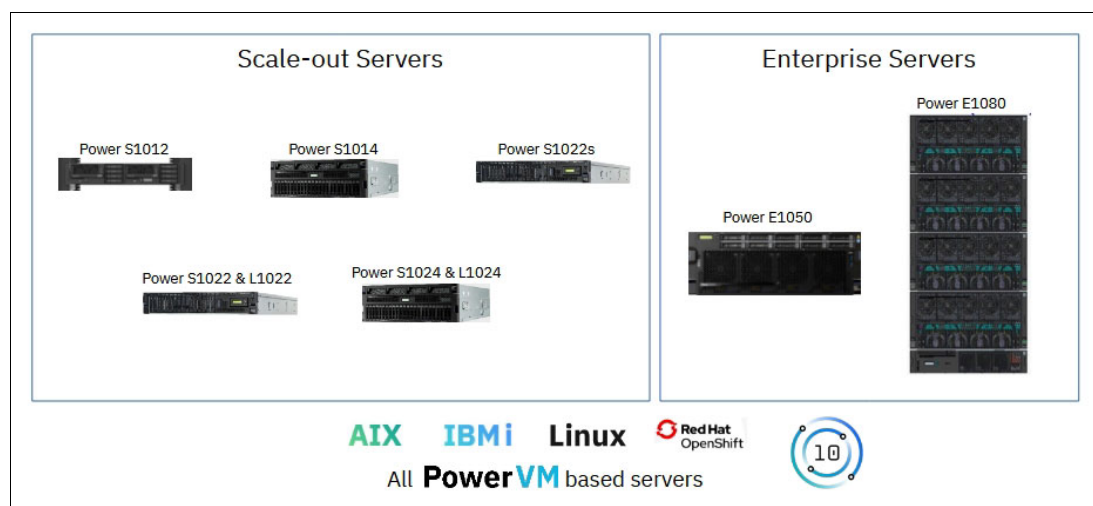 Scale-out Servers
Power S1012
Power S1014
Power S1022s
Power S1022 & L1022
Power S1024 & L1024
Enterprise Servers
Power E1080
Power E1050
AIX
IBM i
Linux
Red Hat
OpenShift
10
All PowerVM based servers